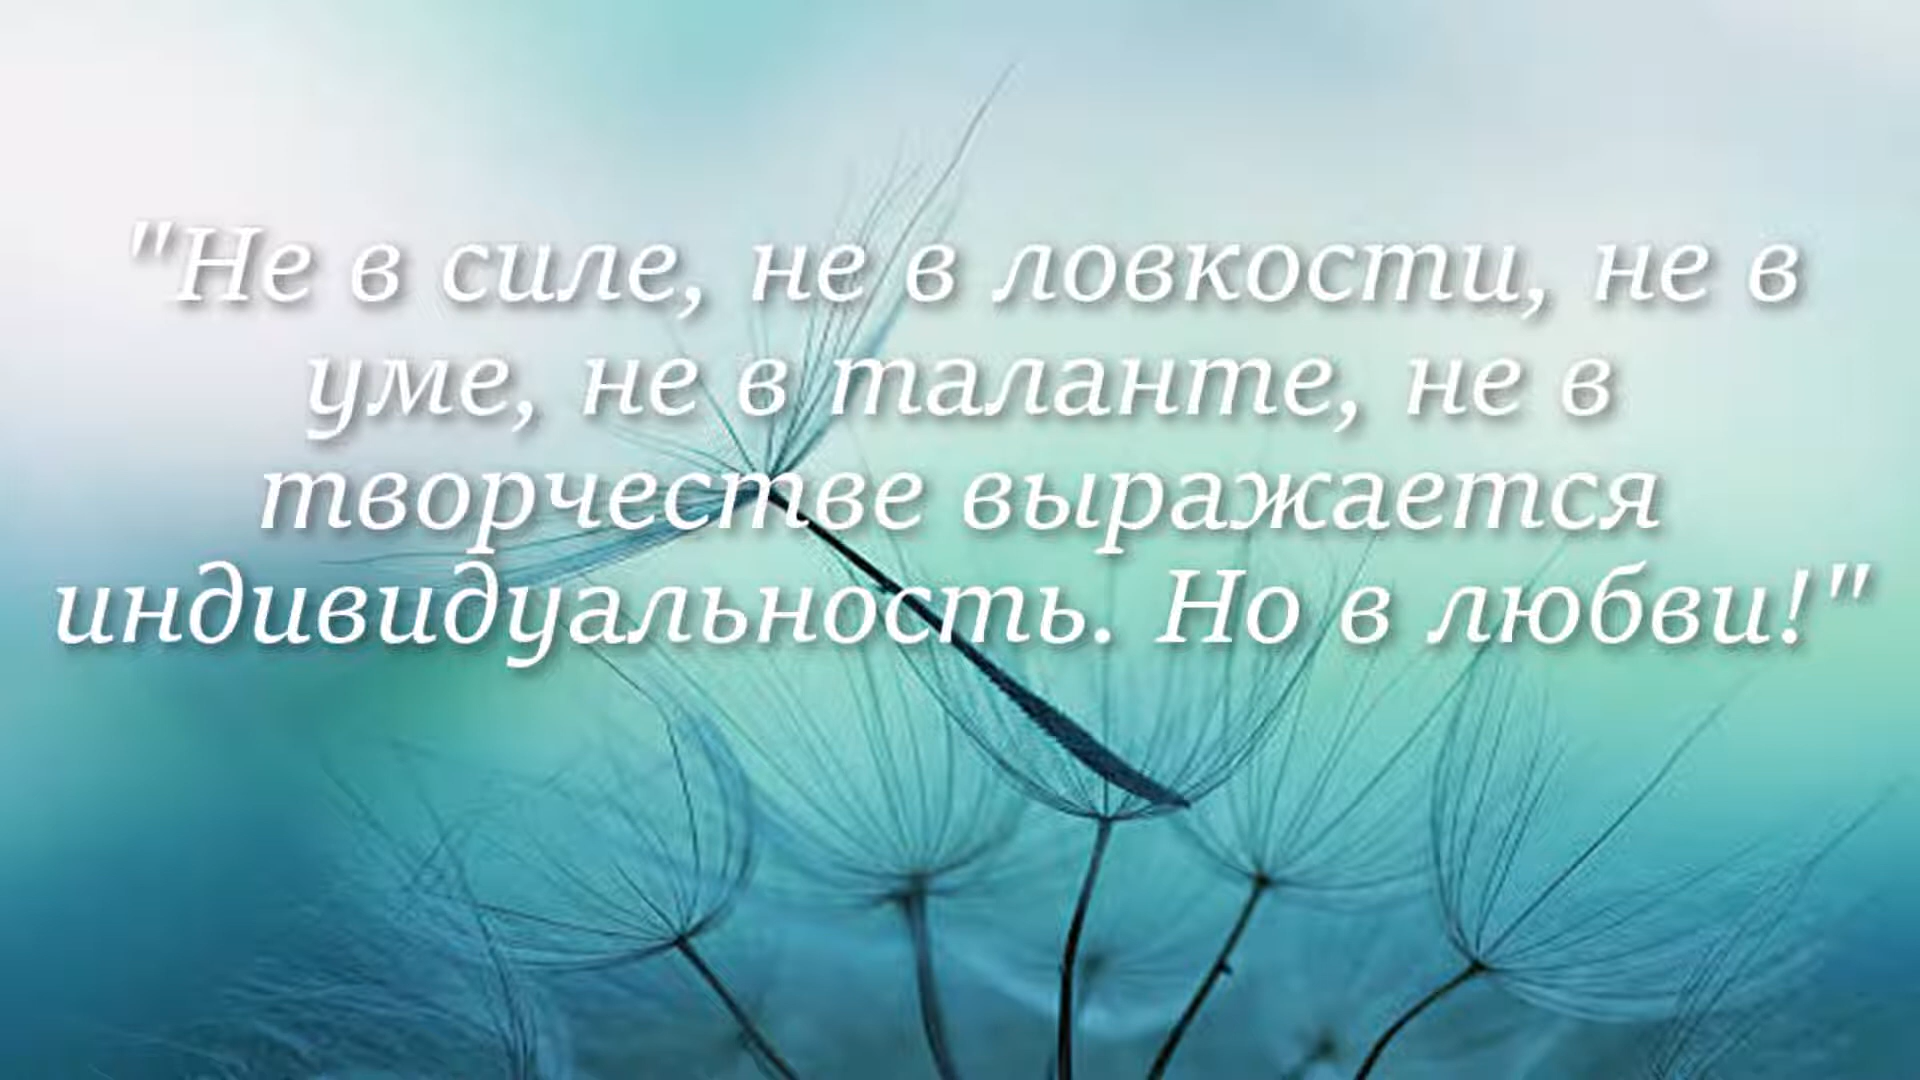 "Не в силе, не в ловкости, не в
уме, не в таланте, не в
творчестве выражается
индивидуальность. Но в любви!"